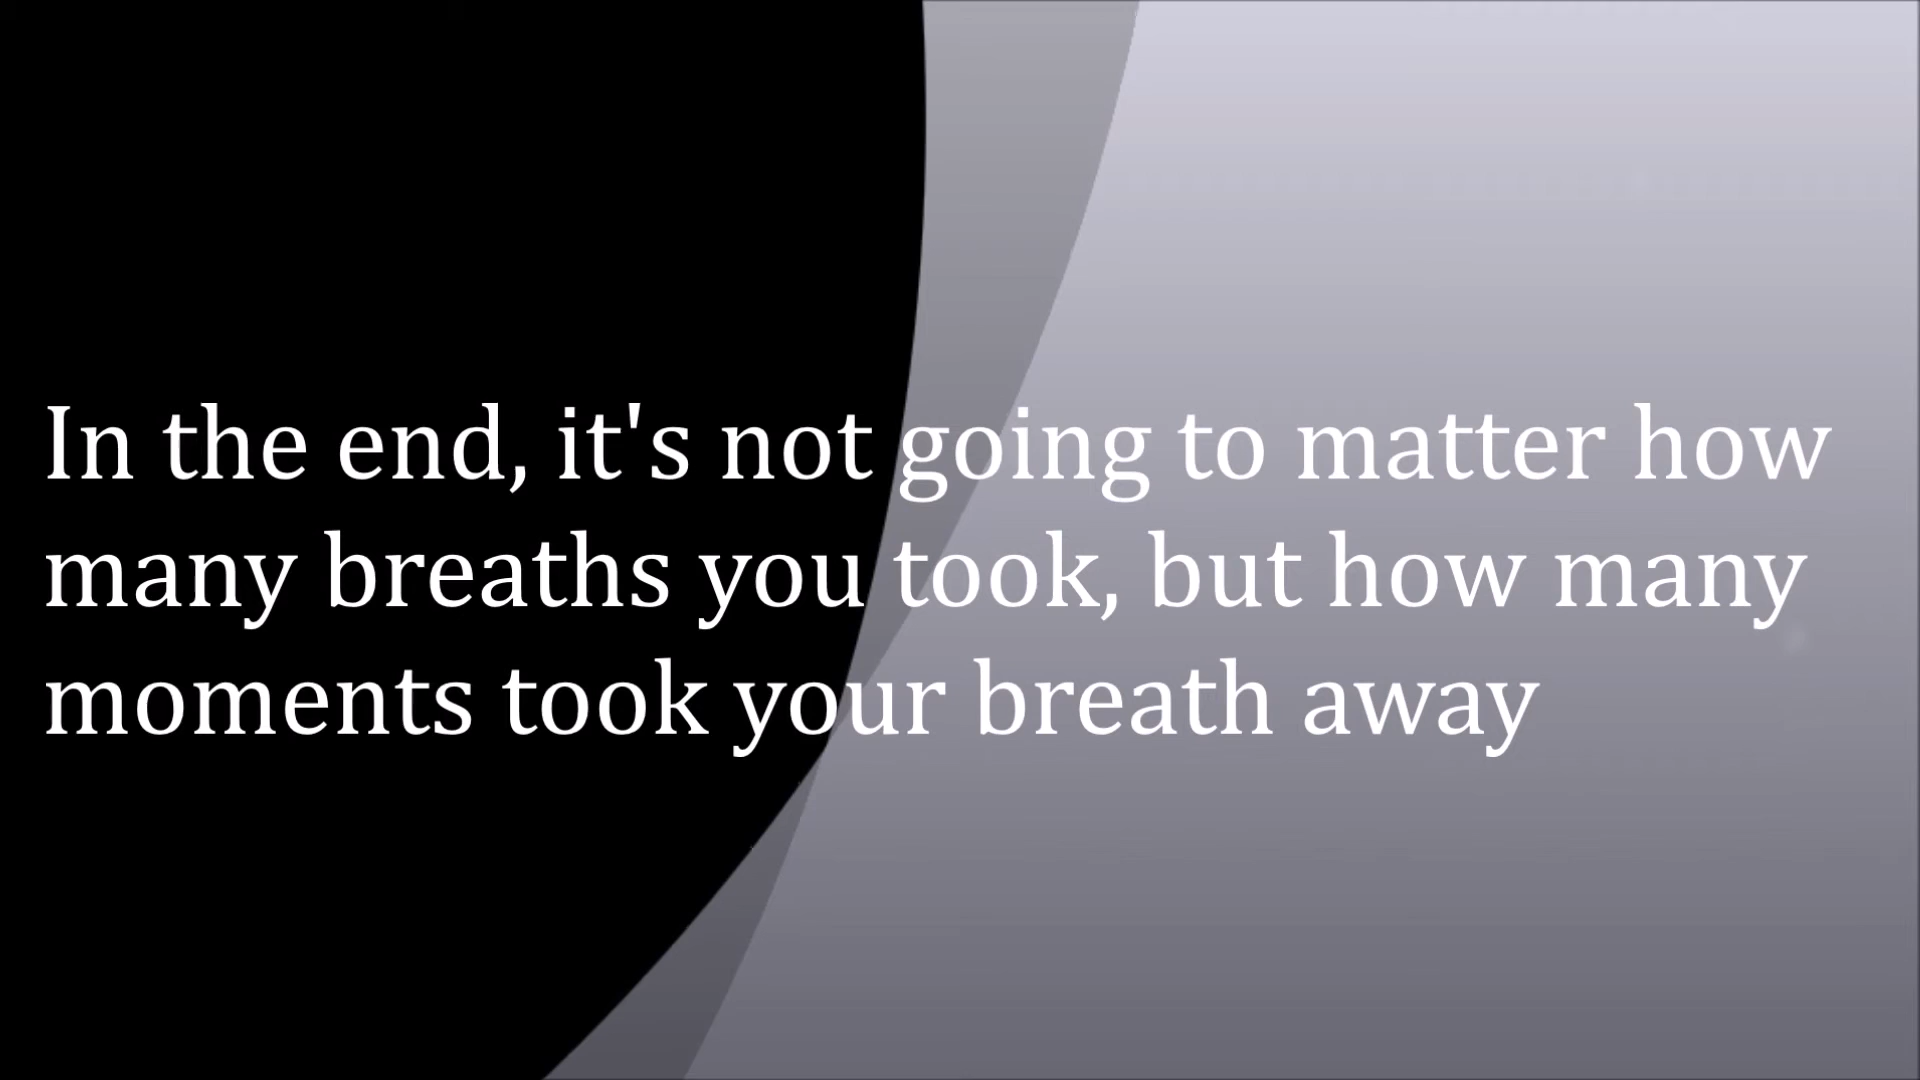 In the end, it's not going to matter how
many breaths you took, but how many
moments took your breath away